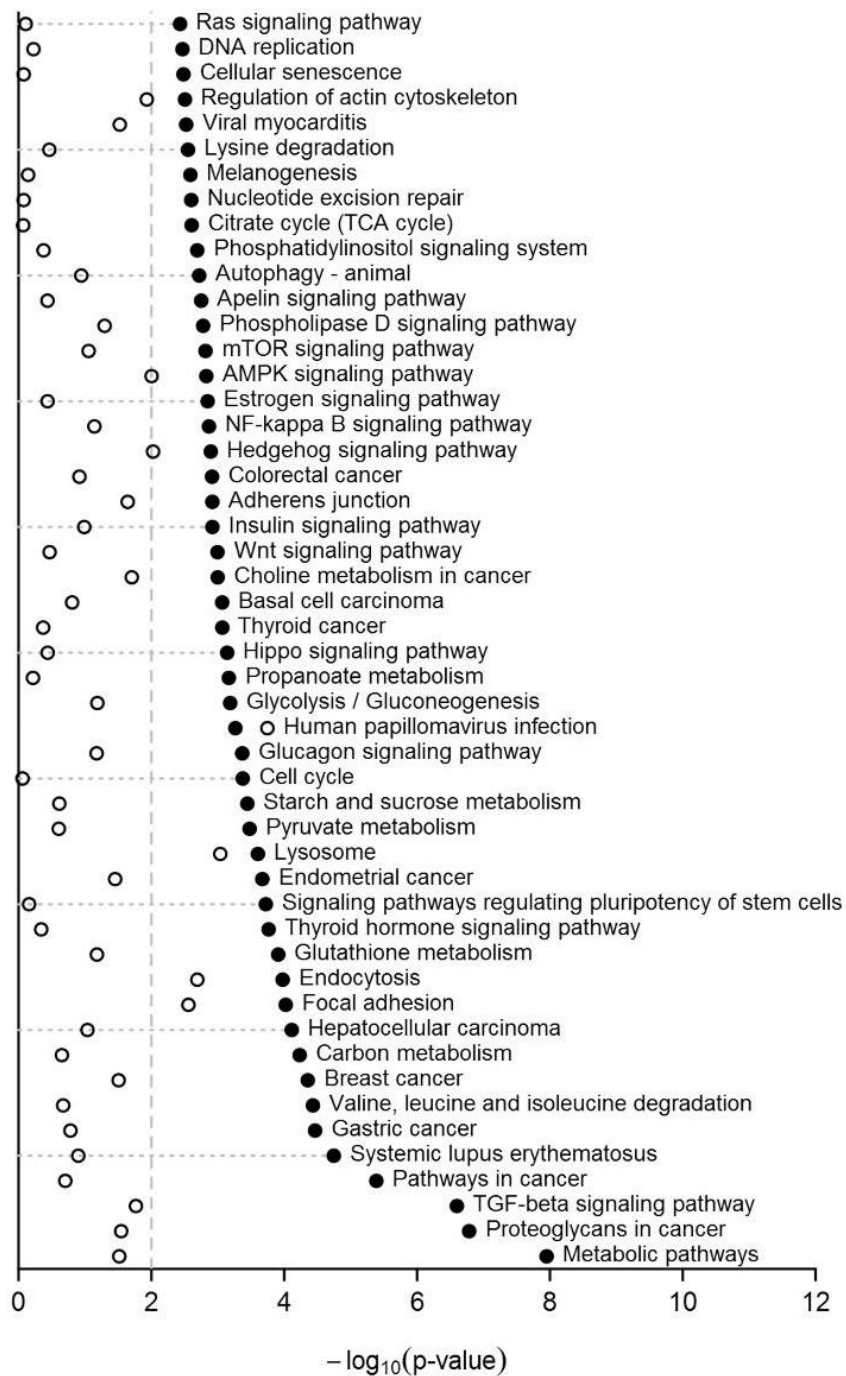 Ras signaling pathway
DNA replication
Cellular senescence
Regulation of actin cytoskeleton
Viral myocarditis
Lysine degradation
Melanogenesis
Nucleotide excision repair
Citrate cycle (TCA cycle)
Phosphatidylinositol signaling system
Autophagy - animal
Apelin signaling pathway
Phospholipase D signaling pathway
mTOR signaling pathway
AMPK signaling pathway
Estrogen signaling pathway
NF-kappa B signaling pathway
Hedgehog signaling pathway
Colorectal cancer
Adherens junction
Insulin signaling pathway
Wnt signaling pathway
Choline metabolism in cancer
Basal cell carcinoma
Thyroid cancer
Hippo signaling pathway
Propanoate metabolism
Glycolysis / Gluconeogenesis
Human papillomavirus infection
Glucagon signaling pathway
Cell cycle
Starch and sucrose metabolism
Pyruvate metabolism
Lysosome
Endometrial cancer
Signaling pathways regulating pluripotency of stem cells
Thyroid hormone signaling pathway
Glutathione metabolism
Endocytosis
Focal adhesion
Hepatocellular carcinoma
Carbon metabolism
Breast cancer
Valine, leucine and isoleucine degradation
Gastric cancer
Systemic lupus erythematosus
Pathways in cancer
TGF-beta signaling pathway
Proteoglycans in cancer
Metabolic pathways
0 2 4 6 8 10 12
−log₁₀(p-value)